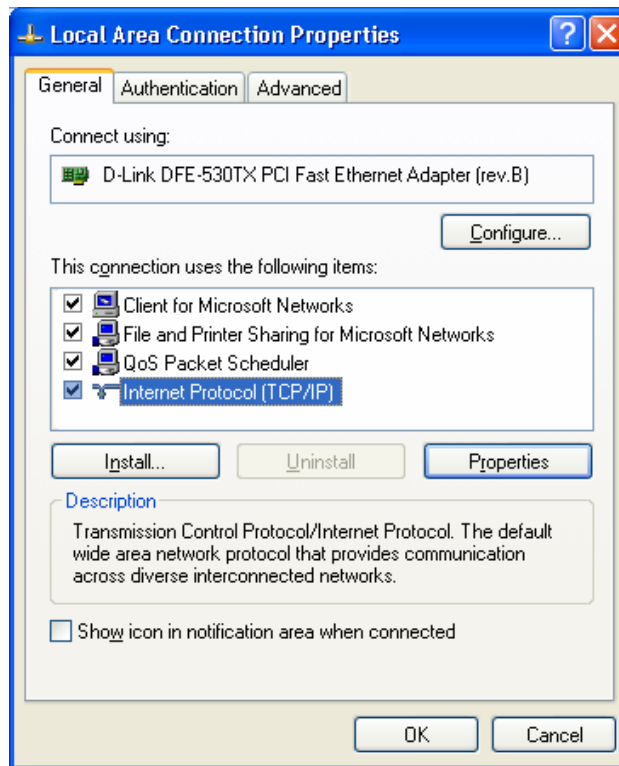 Local Area Connection Properties
General Authentication Advanced
Connect using:
D-Link DFE-530TX PCI Fast Ethernet Adapter (rev.B)
Configure...
This connection uses the following items:
Client for Microsoft Networks
File and Printer Sharing for Microsoft Networks
QoS Packet Scheduler
Internet Protocol (TCP/IP)
Install... Uninstall Properties
Description
Transmission Control Protocol/Internet Protocol. The default
wide area network protocol that provides communication
across diverse interconnected networks.
Show icon in notification area when connected
OK Cancel